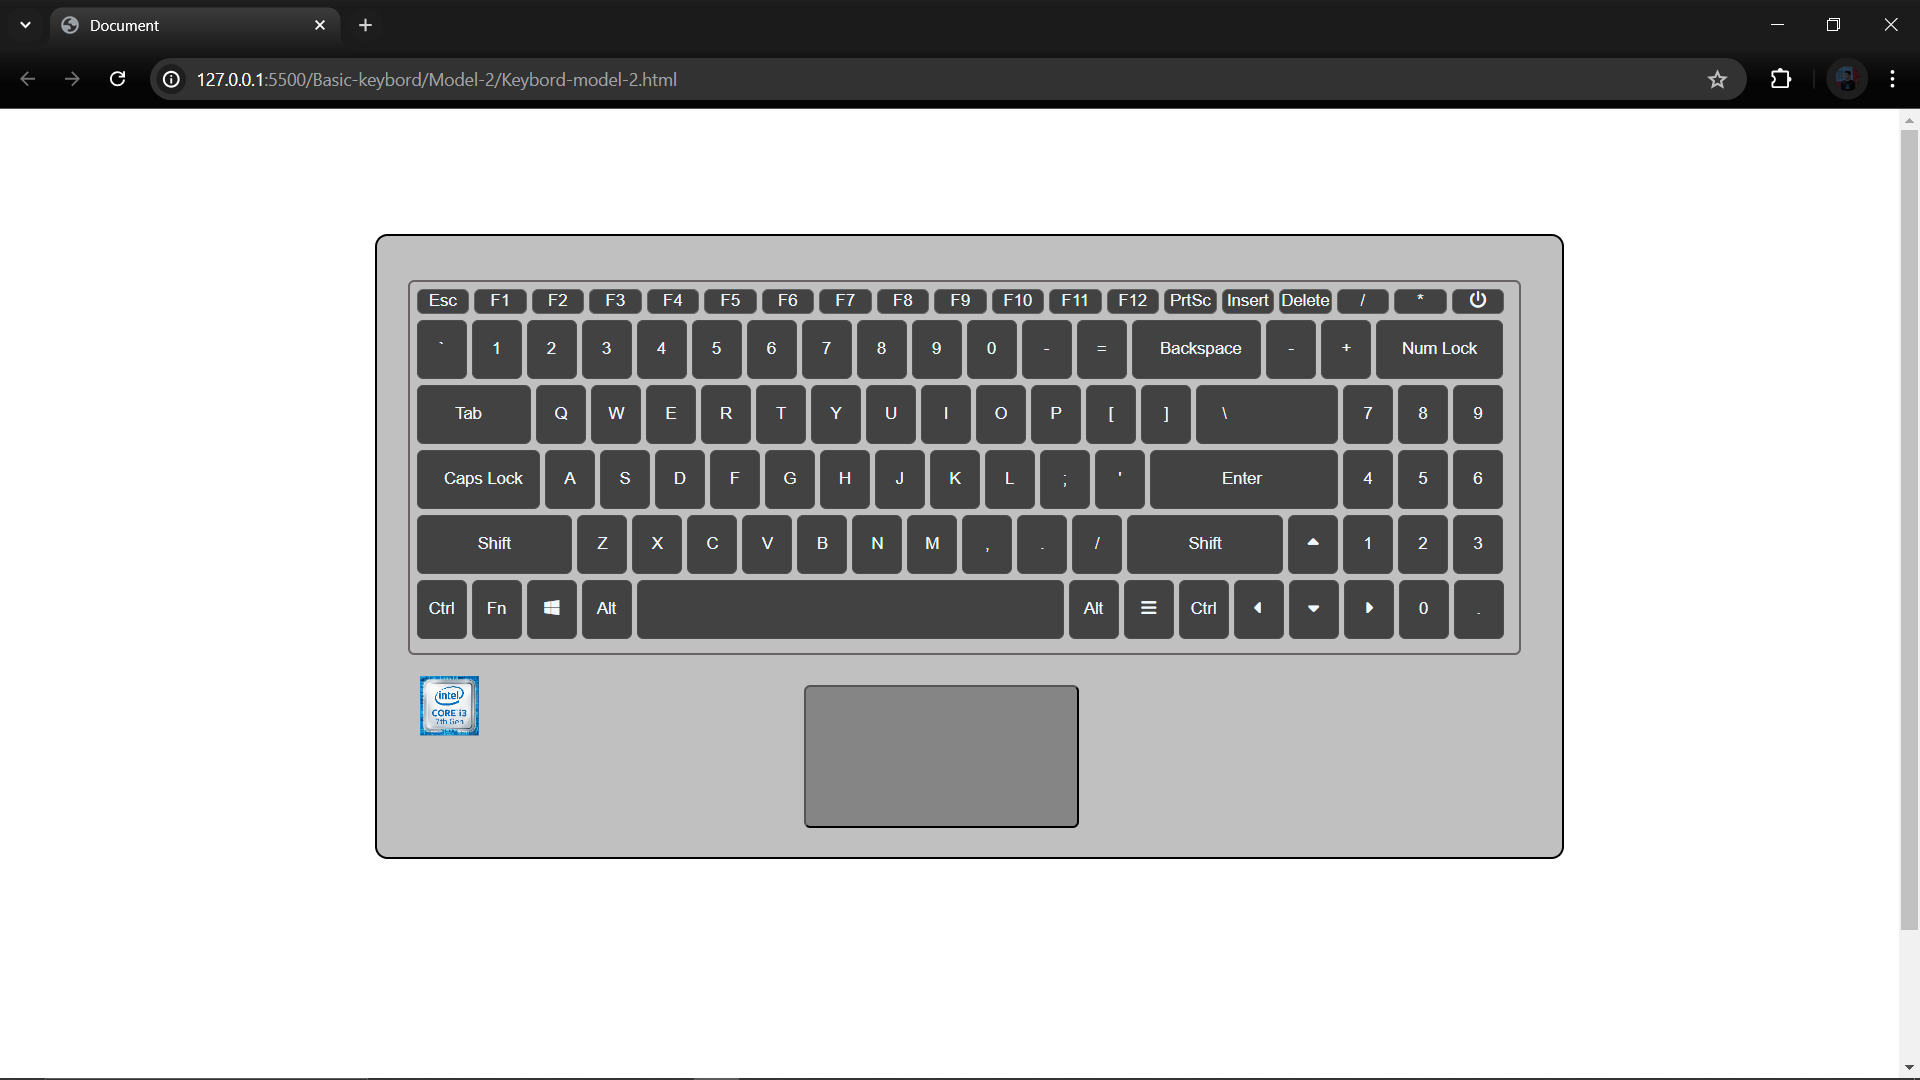 Document
127.0.0.1:5500/Basic-keybord/Model-2/Keybord-model-2.html
Esc F1 F2 F3 F4 F5 F6 F7 F8 F9 F10 F11 F12 PrtSc Insert Delete / *
` 1 2 3 4 5 6 7 8 9 0 - = Backspace - + Num Lock
Tab Q W E R T Y U I O P [ ] \ 7 8 9
Caps Lock A S D F G H J K L ; ' Enter 4 5 6
Shift Z X C V B N M , . / Shift 1 2 3
Ctrl Fn Alt Alt Ctrl 0 .
intel
CORE i3
7th Gen